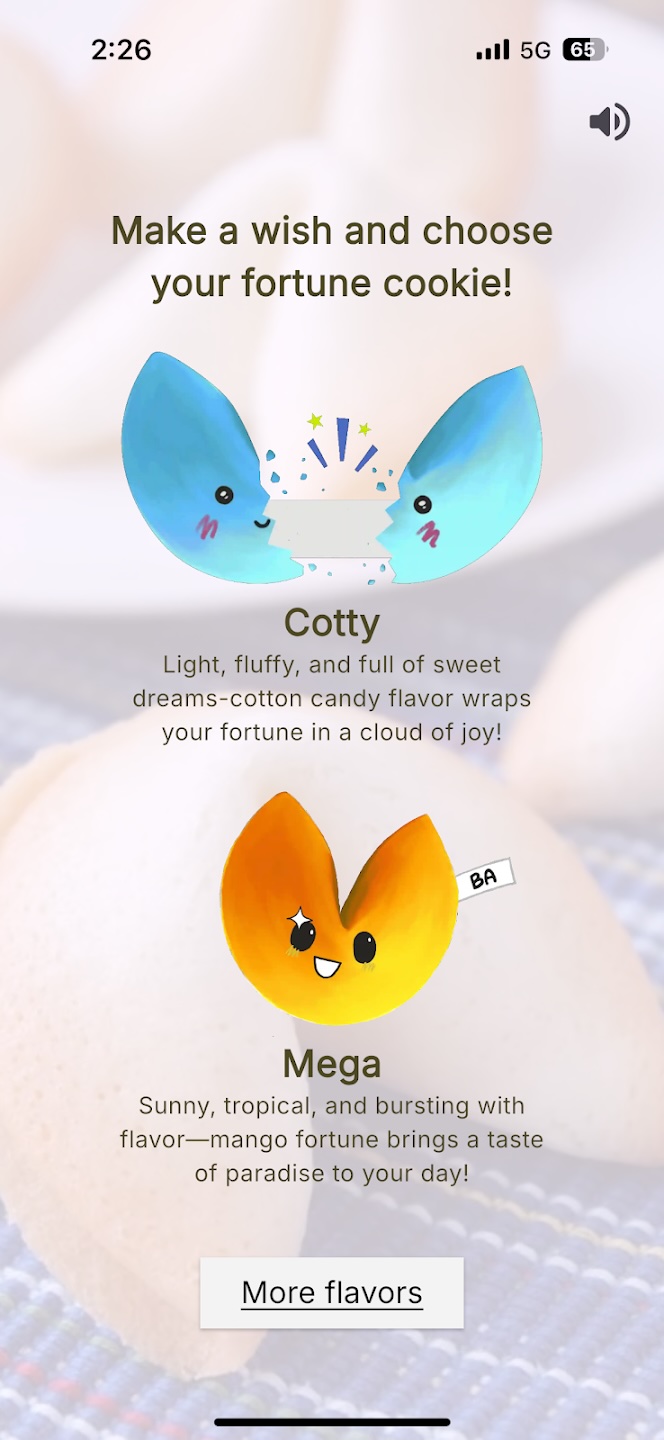 2:26 5G 65
Make a wish and choose
your fortune cookie!
Cotty
Light, fluffy, and full of sweet
dreams-cotton candy flavor wraps
your fortune in a cloud of joy!
BA
Mega
Sunny, tropical, and bursting with
flavor—mango fortune brings a taste
of paradise to your day!
More flavors